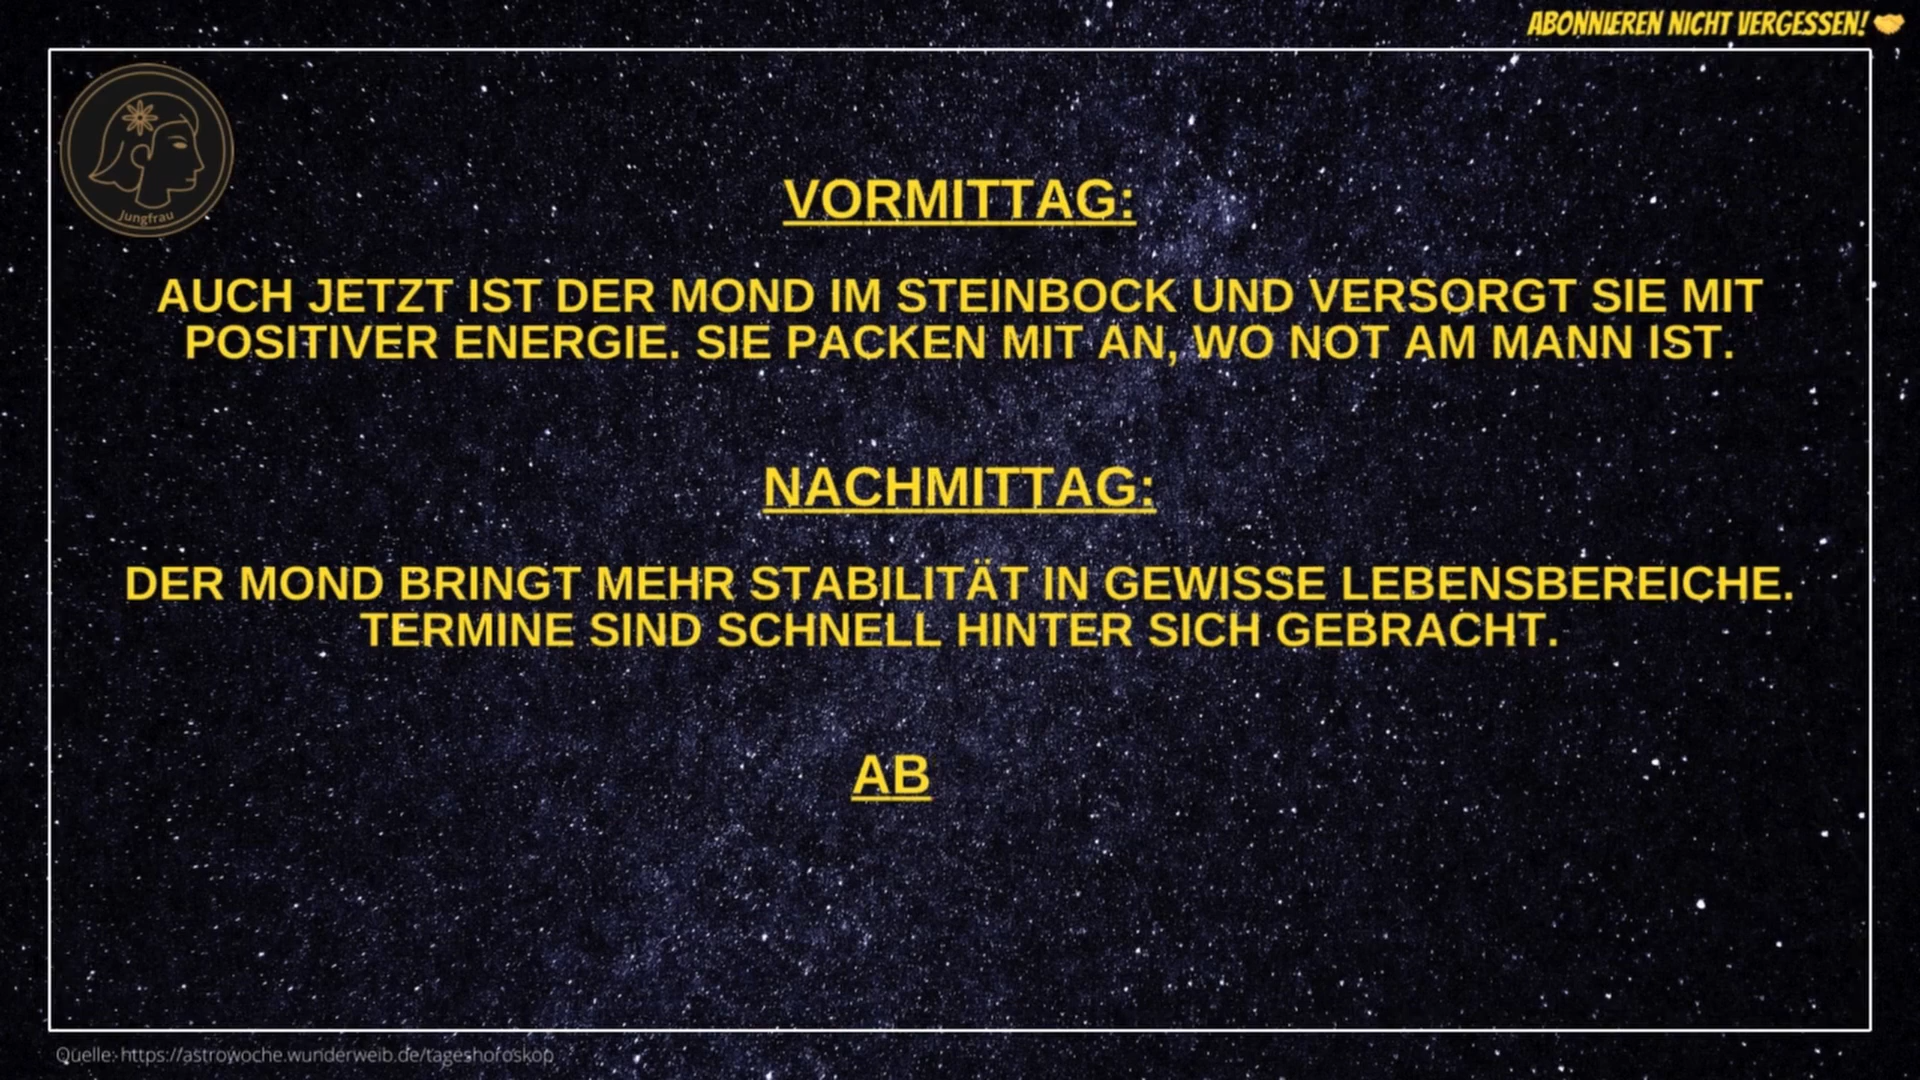 ABONNIEREN NICHT VERGESSEN!
Jungfrau
VORMITTAG:
AUCH JETZT IST DER MOND IM STEINBOCK UND VERSORGT SIE MIT
POSITIVER ENERGIE. SIE PACKEN MIT AN, WO NOT AM MANN IST.
NACHMITTAG:
DER MOND BRINGT MEHR STABILITÄT IN GEWISSE LEBENSBEREICHE.
TERMINE SIND SCHNELL HINTER SICH GEBRACHT.
AB
Quelle: https://astrowoche.wunderweib.de/tageshoroskop